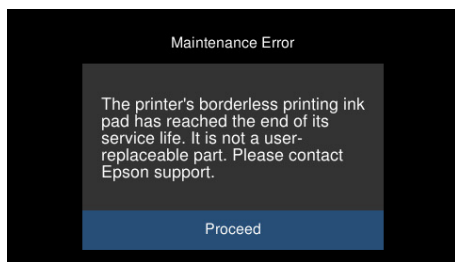 Maintenance Error
The printer's borderless printing ink
pad has reached the end of its
service life. It is not a user-
replaceable part. Please contact
Epson support.
Proceed